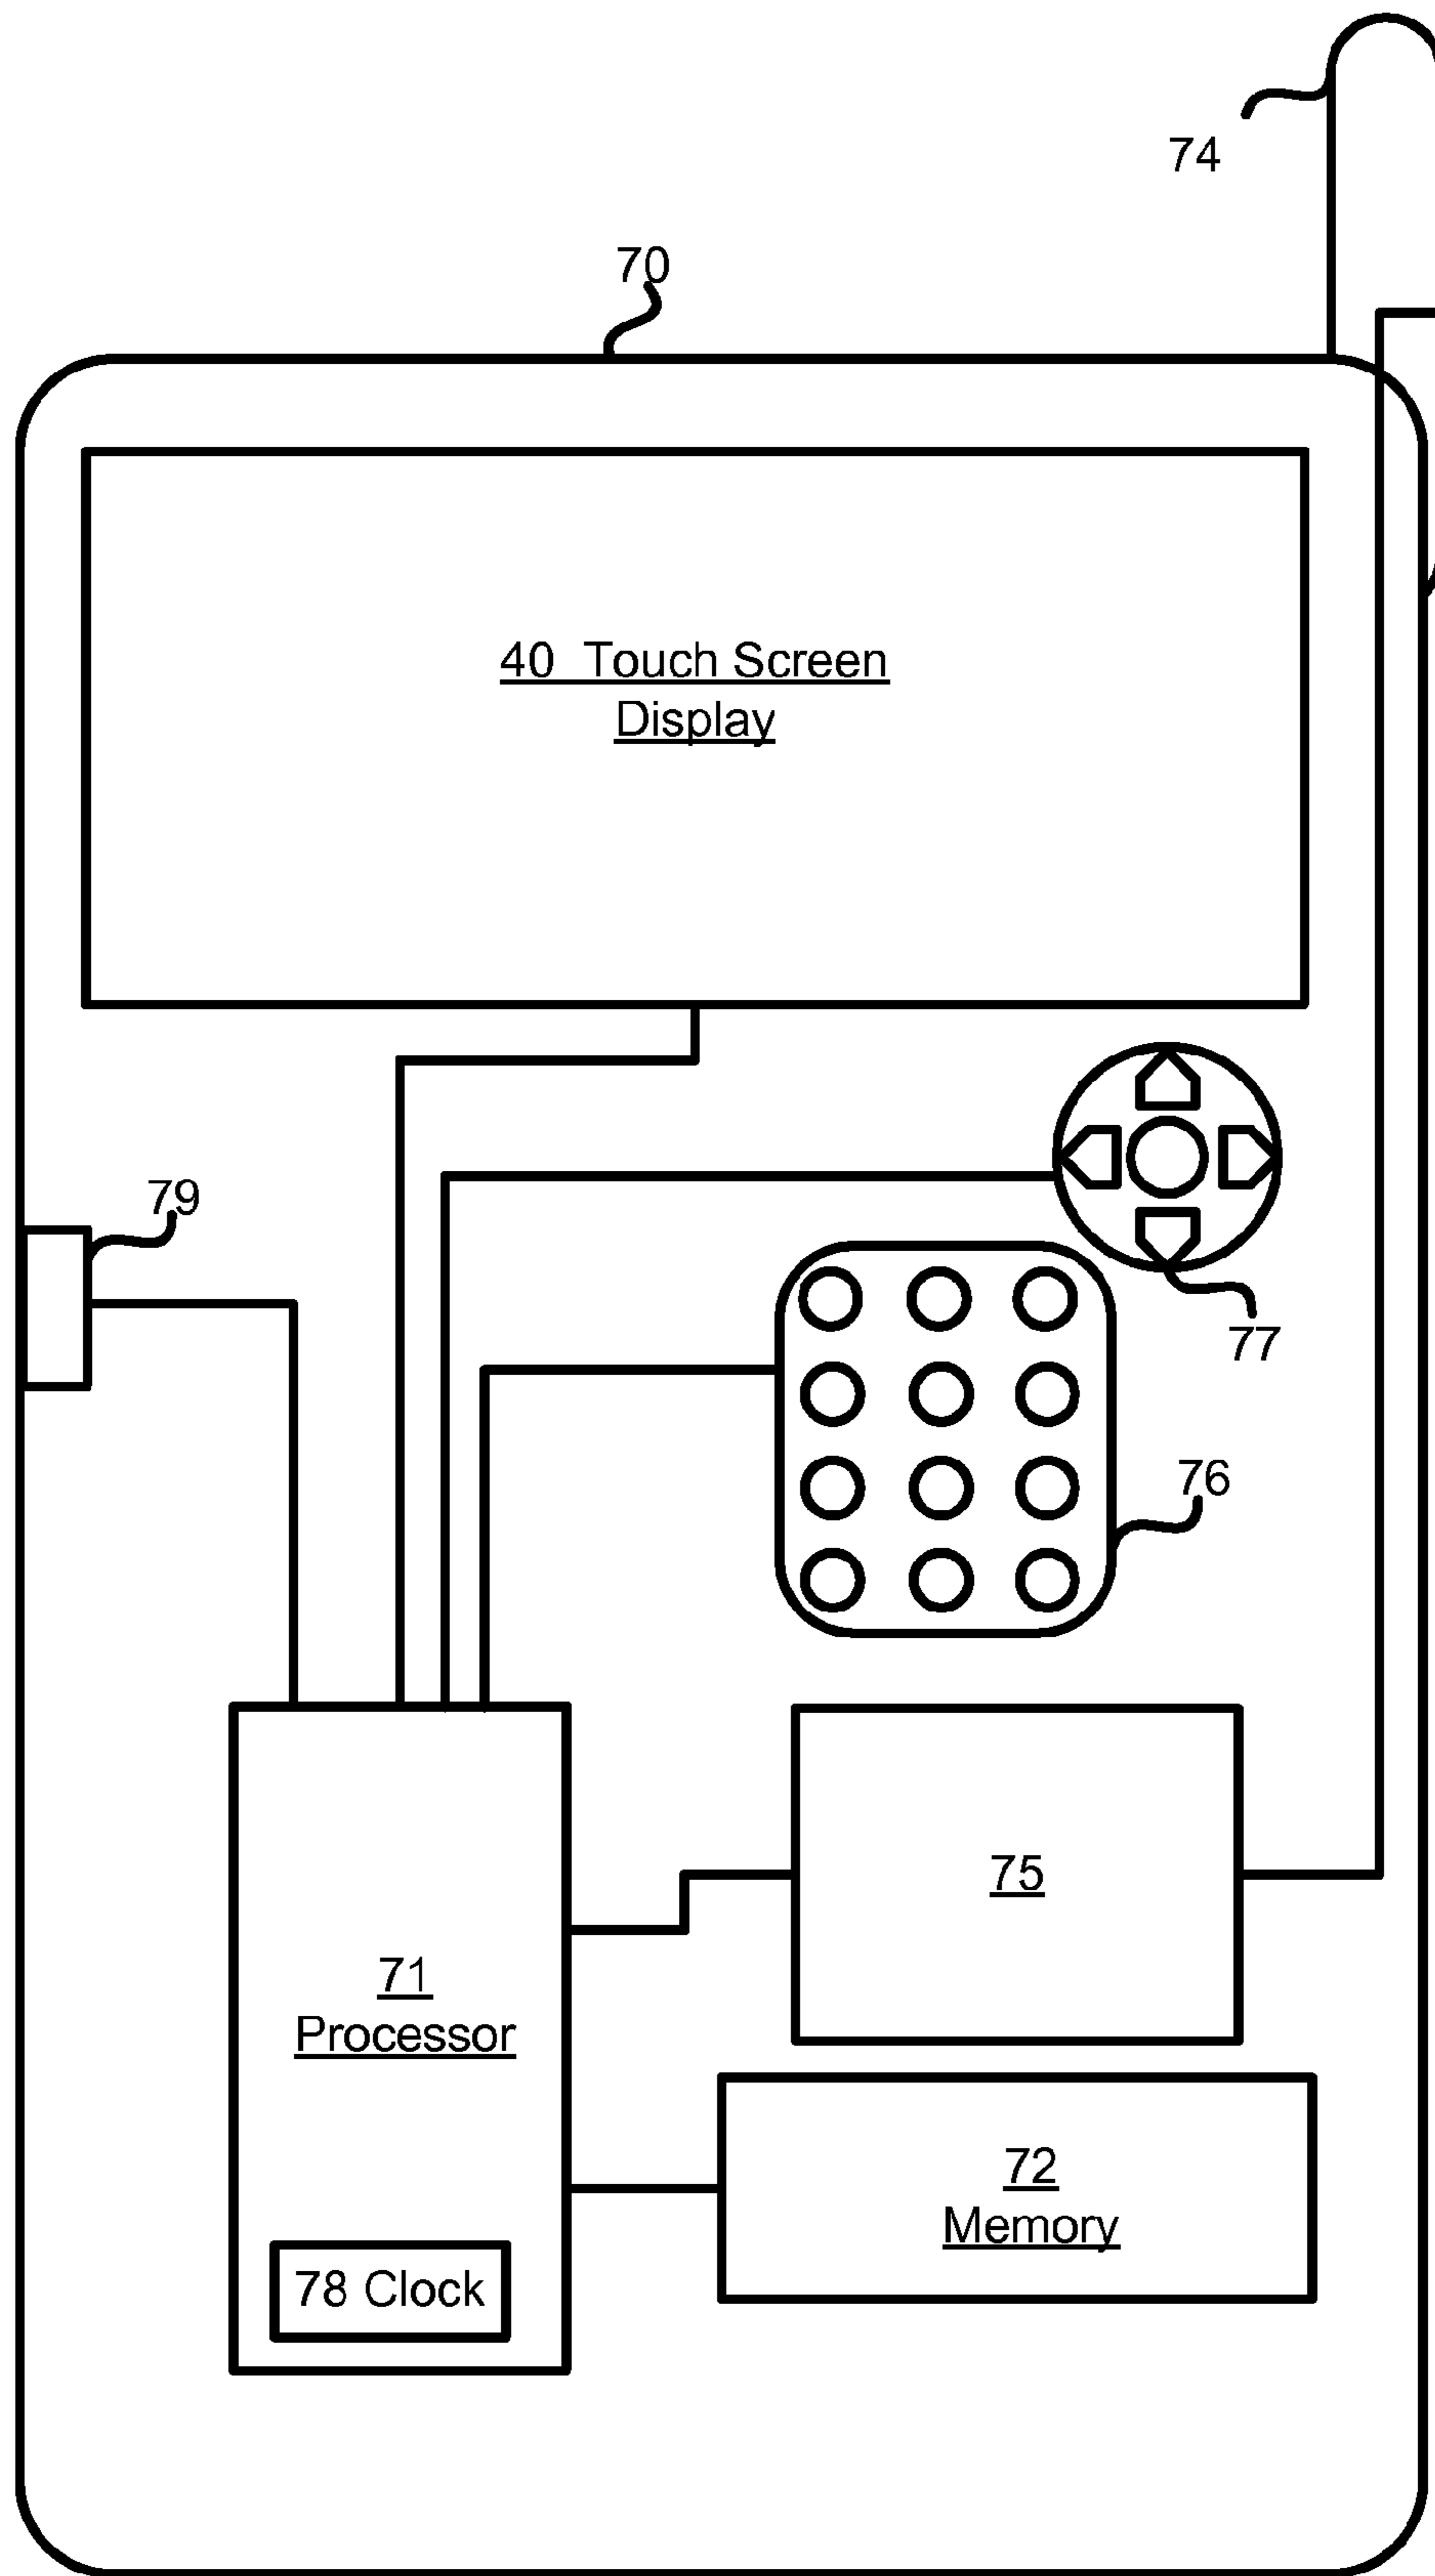 74
70
40 Touch Screen
Display
79
77
76
75
71
Processor
72
Memory
78 Clock